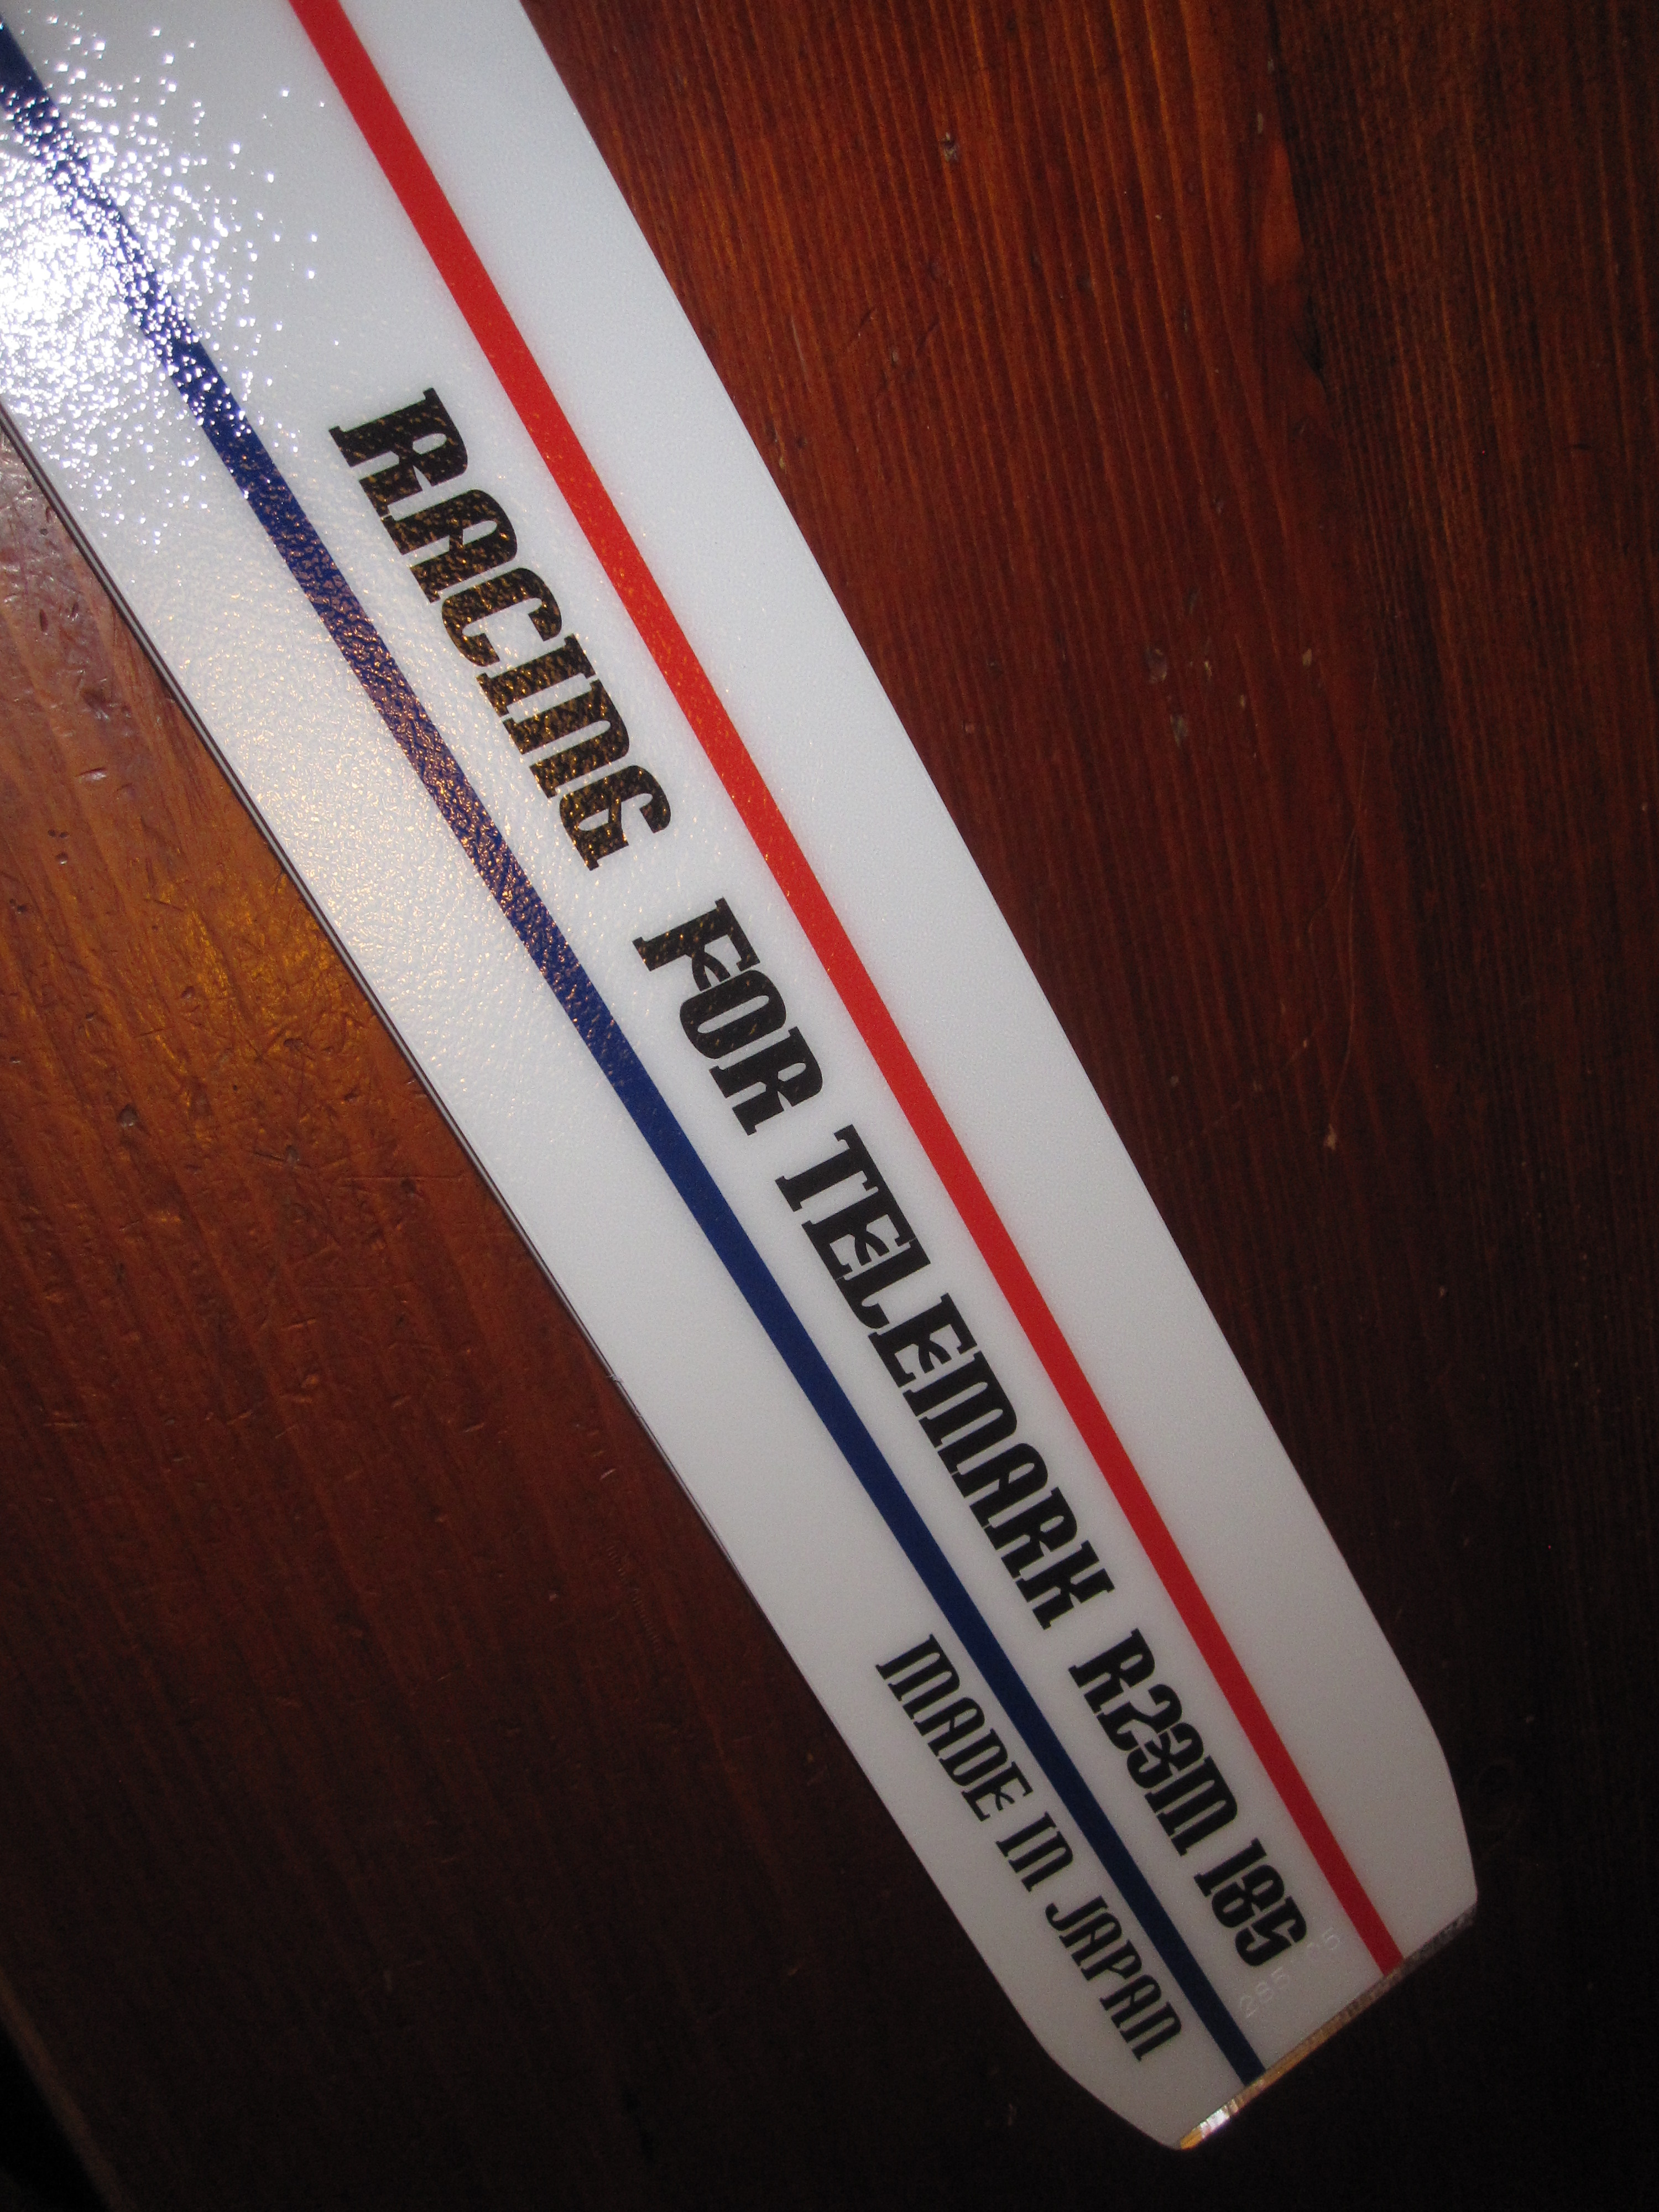 RACING FOR TELEMARK R23M 185
MADE IN JAPAN